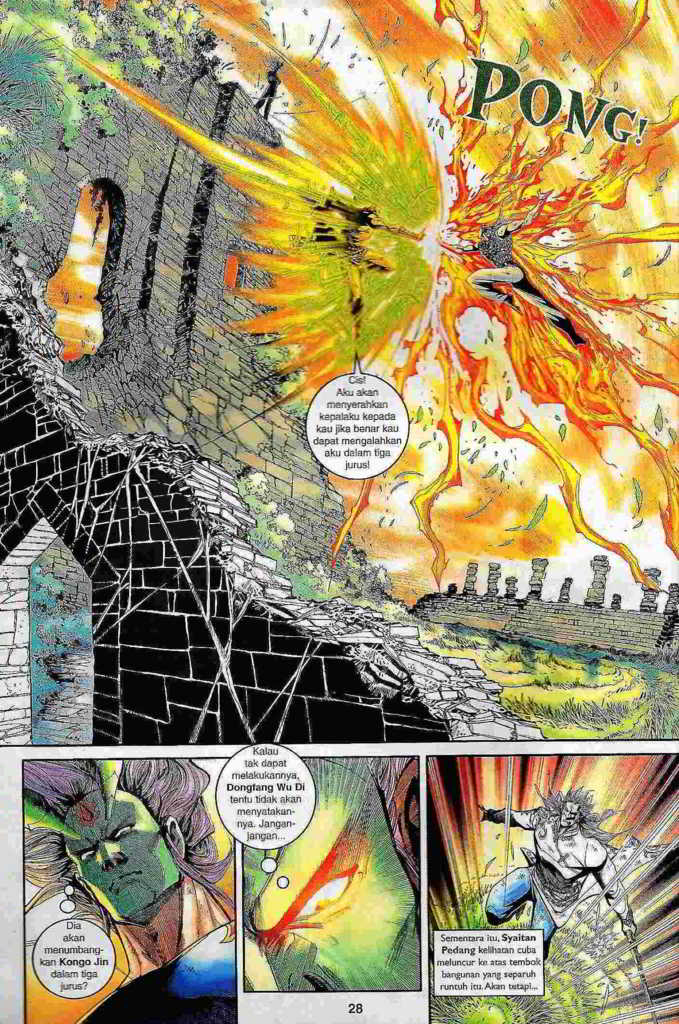 PONG!
Cis!
Aku akan
menyerahkan
kepalaku kepada
kau jika benar kau
dapat mengalahkan
aku dalam tiga
jurus!
Dia
akan
menumbang-
kan Kongo Jin
dalam tiga
jurus?
Kalau
tak dapat
melakukannya,
Dongfang Wu Di
tentu tidak akan
menyatakan-
nya. Jangan-
jangan...
Sementara itu, Syaitan
Pedang kelihatan cuba
meluncur ke atas tembok
bangunan yang separuh
runtuh itu. Akan tetapi...
28